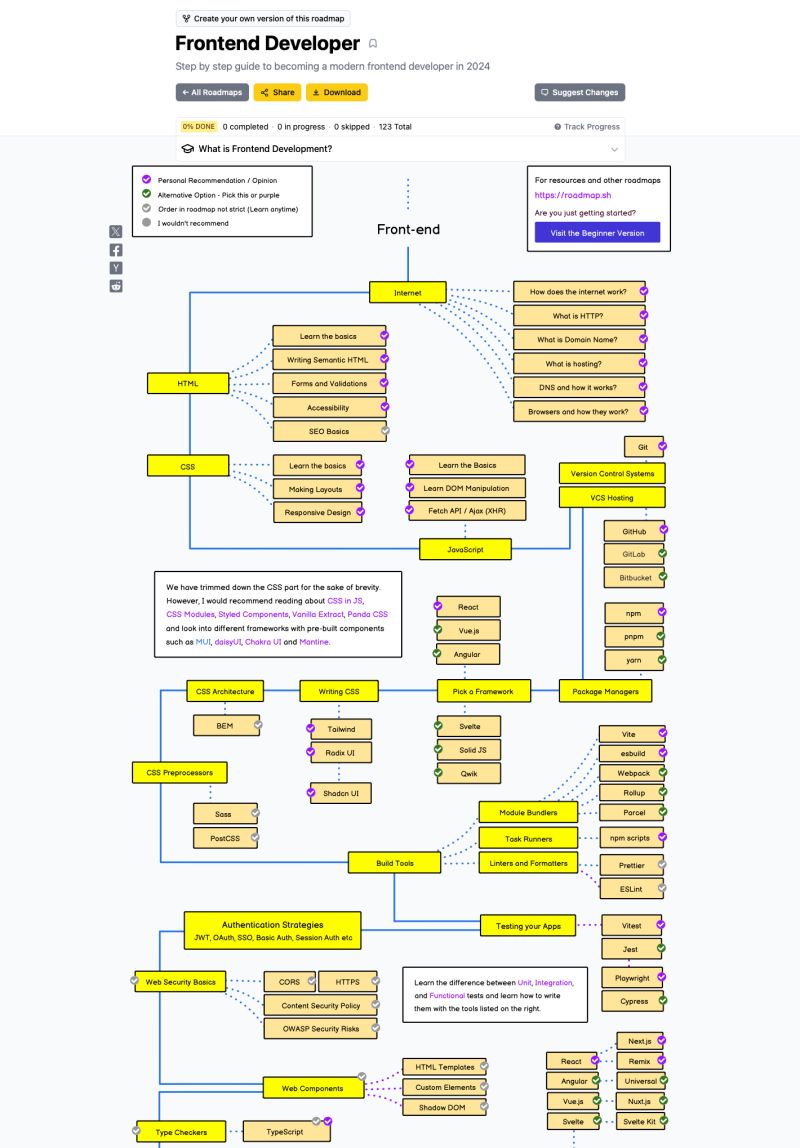 Create your own version of this roadmap
Frontend Developer
Step by step guide to becoming a modern frontend developer in 2024
← All Roadmaps
Share
Download
Suggest Changes
0% DONE 0 completed · 0 in progress · 0 skipped · 123 Total
Track Progress
What is Frontend Development?
Personal Recommendation / Opinion
Alternative Option - Pick this or purple
Order in roadmap not strict (Learn anytime)
I wouldn't recommend
For resources and other roadmaps
https://roadmap.sh
Are you just getting started?
Visit the Beginner Version
Front-end
Internet
How does the internet work?
What is HTTP?
What is Domain Name?
What is hosting?
DNS and how it works?
Browsers and how they work?
HTML
Learn the basics
Writing Semantic HTML
Forms and Validations
Accessibility
SEO Basics
CSS
Learn the basics
Making Layouts
Responsive Design
Learn the Basics
Learn DOM Manipulation
Fetch API / Ajax (XHR)
JavaScript
Git
Version Control Systems
VCS Hosting
GitHub
GitLab
Bitbucket
We have trimmed down the CSS part for the sake of brevity.
However, I would recommend reading about CSS in JS,
CSS Modules, Styled Components, Vanilla Extract, Panda CSS
and look into different frameworks with pre-built components
such as MUI, daisyUI, Chakra UI and Mantine.
React
Vue.js
Angular
npm
pnpm
yarn
CSS Architecture
Writing CSS
Pick a Framework
Package Managers
BEM
Tailwind
Radix UI
Shadcn UI
Svelte
Solid JS
Qwik
CSS Preprocessors
Sass
PostCSS
Vite
esbuild
Webpack
Rollup
Parcel
Module Bundlers
Task Runners
npm scripts
Build Tools
Linters and Formatters
Prettier
ESLint
Authentication Strategies
JWT, OAuth, SSO, Basic Auth, Session Auth etc
Testing your Apps
Vitest
Jest
Playwright
Cypress
Web Security Basics
CORS
HTTPS
Content Security Policy
OWASP Security Risks
Learn the difference between Unit, Integration,
and Functional tests and learn how to write
them with the tools listed on the right.
Web Components
HTML Templates
Custom Elements
Shadow DOM
React
Next.js
Remix
Angular
Universal
Vue.js
Nuxt.js
Svelte
Svelte Kit
Type Checkers
TypeScript